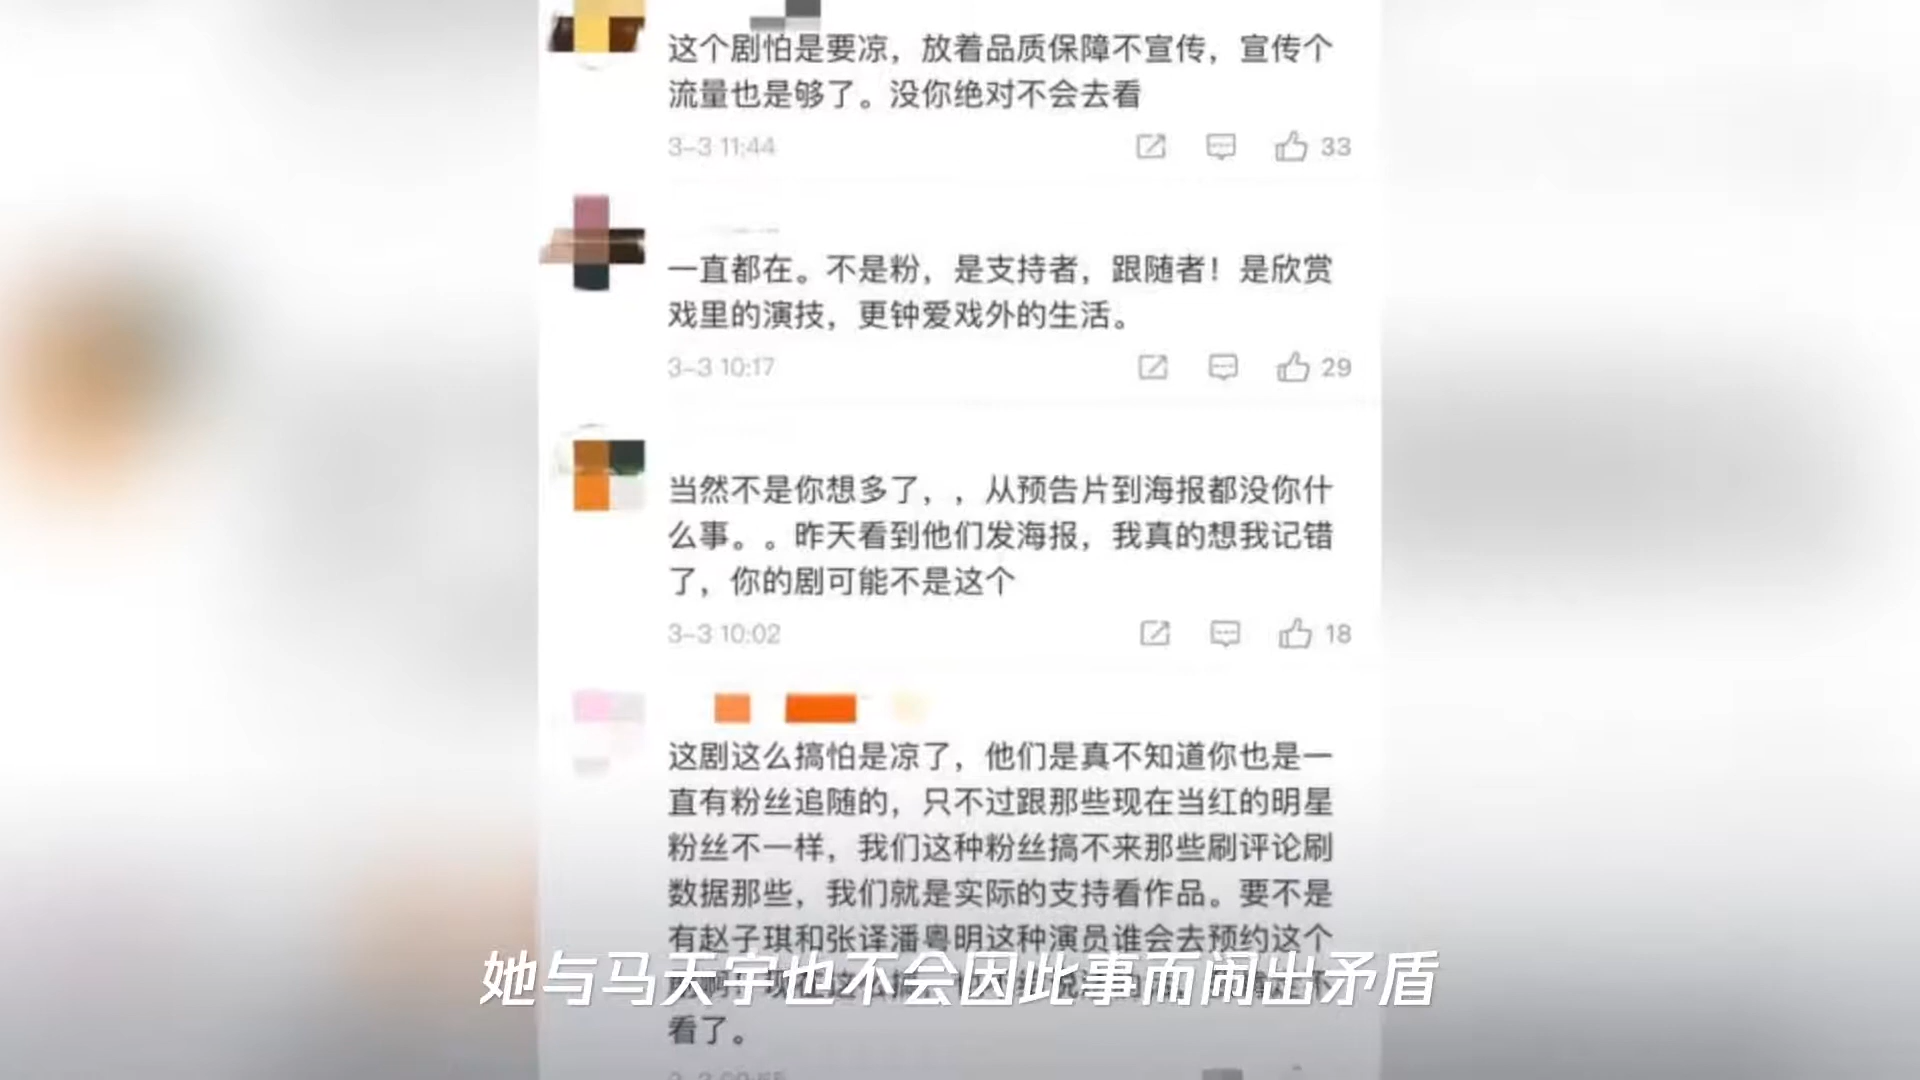 这个剧怕是要凉，放着品质保障不宣传，宣传个
流量也是够了。没你绝对不会去看
3-3 11:44
33
一直都在。不是粉，是支持者，跟随者！是欣赏
戏里的演技，更钟爱戏外的生活。
3-3 10:17
29
当然不是你想多了，，从预告片到海报都没你什
么事。。昨天看到他们发海报，我真的想我记错
了，你的剧可能不是这个
3-3 10:02
18
这剧这么搞怕是凉了，他们是真不知道你也是一
直有粉丝追随的，只不过跟那些现在当红的明星
粉丝不一样，我们这种粉丝搞不来那些刷评论刷
数据那些，我们就是实际的支持看作品。要不是
有赵子琪和张译潘粤明这种演员谁会去预约这个
她与马天宇也不会因此事而闹出矛盾
看了。